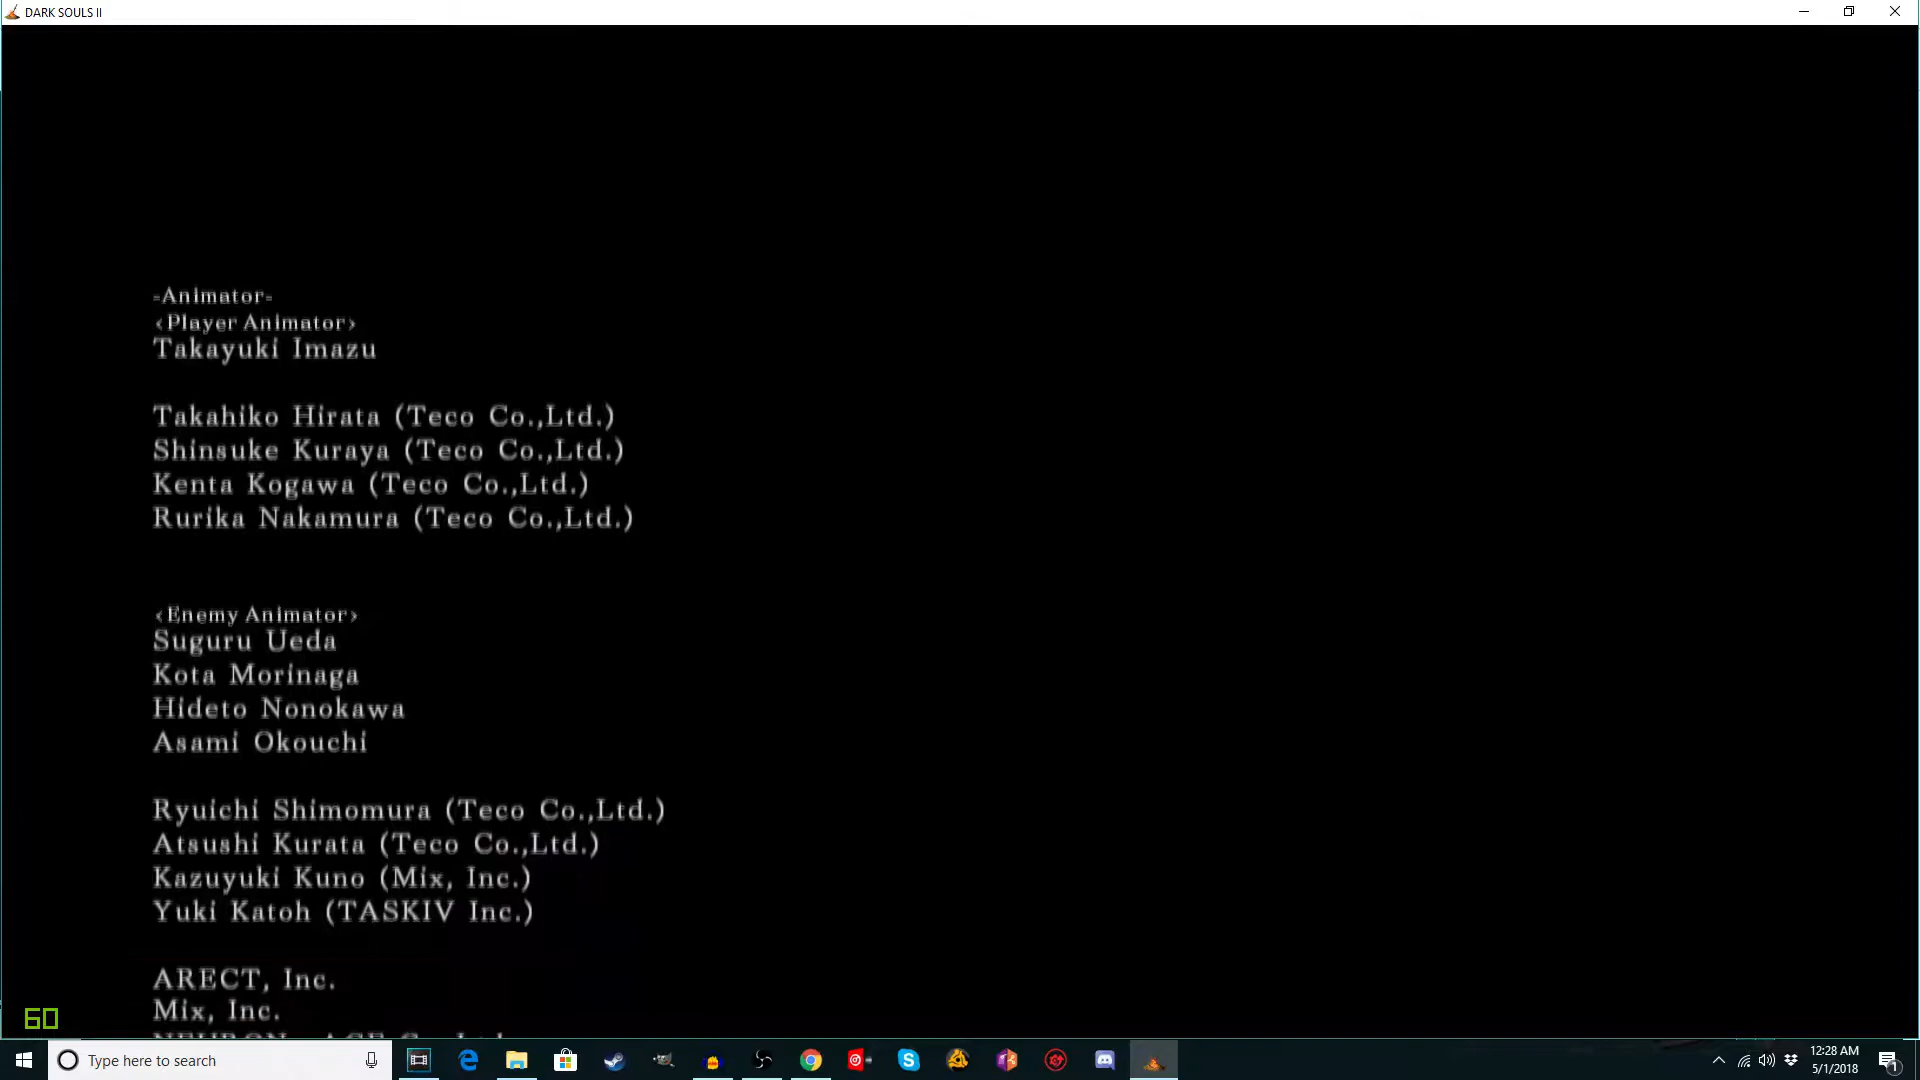 DARK SOULS II
-Animator-
<Player Animator>
Takayuki Imazu
Takahiko Hirata (Teco Co.,Ltd.)
Shinsuke Kuraya (Teco Co.,Ltd.)
Kenta Kogawa (Teco Co.,Ltd.)
Rurika Nakamura (Teco Co.,Ltd.)
<Enemy Animator>
Suguru Ueda
Kota Morinaga
Hideto Nonokawa
Asami Okouchi
Ryuichi Shimomura (Teco Co.,Ltd.)
Atsushi Kurata (Teco Co.,Ltd.)
Kazuyuki Kuno (Mix, Inc.)
Yuki Katoh (TASKIV Inc.)
ARECT, Inc.
Mix, Inc.
60
Type here to search
12:28 AM
5/1/2018
1